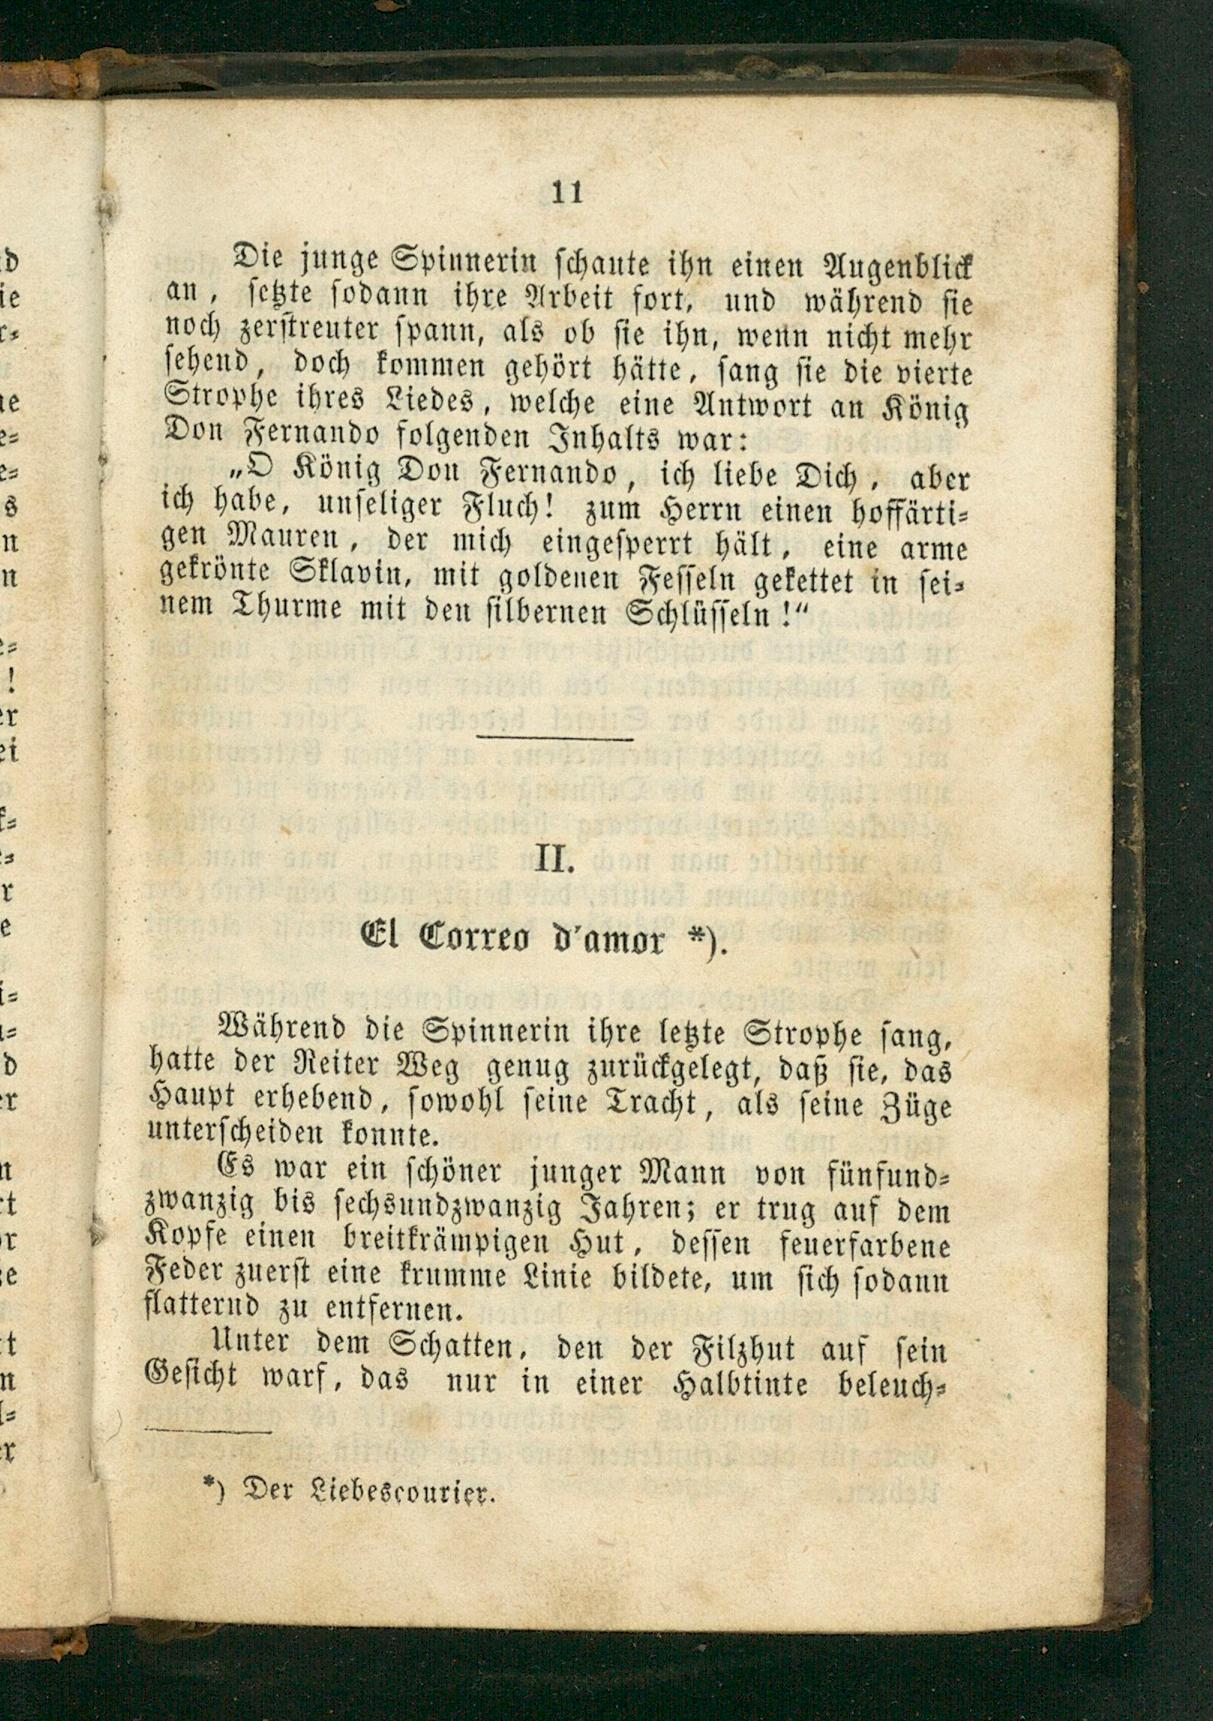 11
Die junge Spinnerin schaute ihn einen Augenblick
an, setzte sodann ihre Arbeit fort, und während sie
noch zerstreuter spann, als ob sie ihn, wenn nicht mehr
sehend, doch kommen gehört hätte, sang sie die vierte
Strophe ihres Liedes, welche eine Antwort an König
Don Fernando folgenden Inhalts war:
„O König Don Fernando, ich liebe Dich, aber
ich habe, unseliger Fluch! zum Herrn einen hoffärti-
gen Mauren, der mich eingesperrt hält, eine arme
gekrönte Sklavin, mit goldenen Fesseln gekettet in sei-
nem Thurme mit den silbernen Schlüsseln!“
II.
El Correo d'amor *).
Während die Spinnerin ihre letzte Strophe sang,
hatte der Reiter Weg genug zurückgelegt, daß sie, das
Haupt erhebend, sowohl seine Tracht, als seine Züge
unterscheiden konnte.
Es war ein schöner junger Mann von fünfund-
zwanzig bis sechsundzwanzig Jahren; er trug auf dem
Kopfe einen breitkrämpigen Hut, dessen feuerfarbene
Feder zuerst eine krumme Linie bildete, um sich sodann
flatternd zu entfernen.
Unter dem Schatten, den der Filzhut auf sein
Gesicht warf, das nur in einer Halbtinte beleuch-
*) Der Liebescourier.